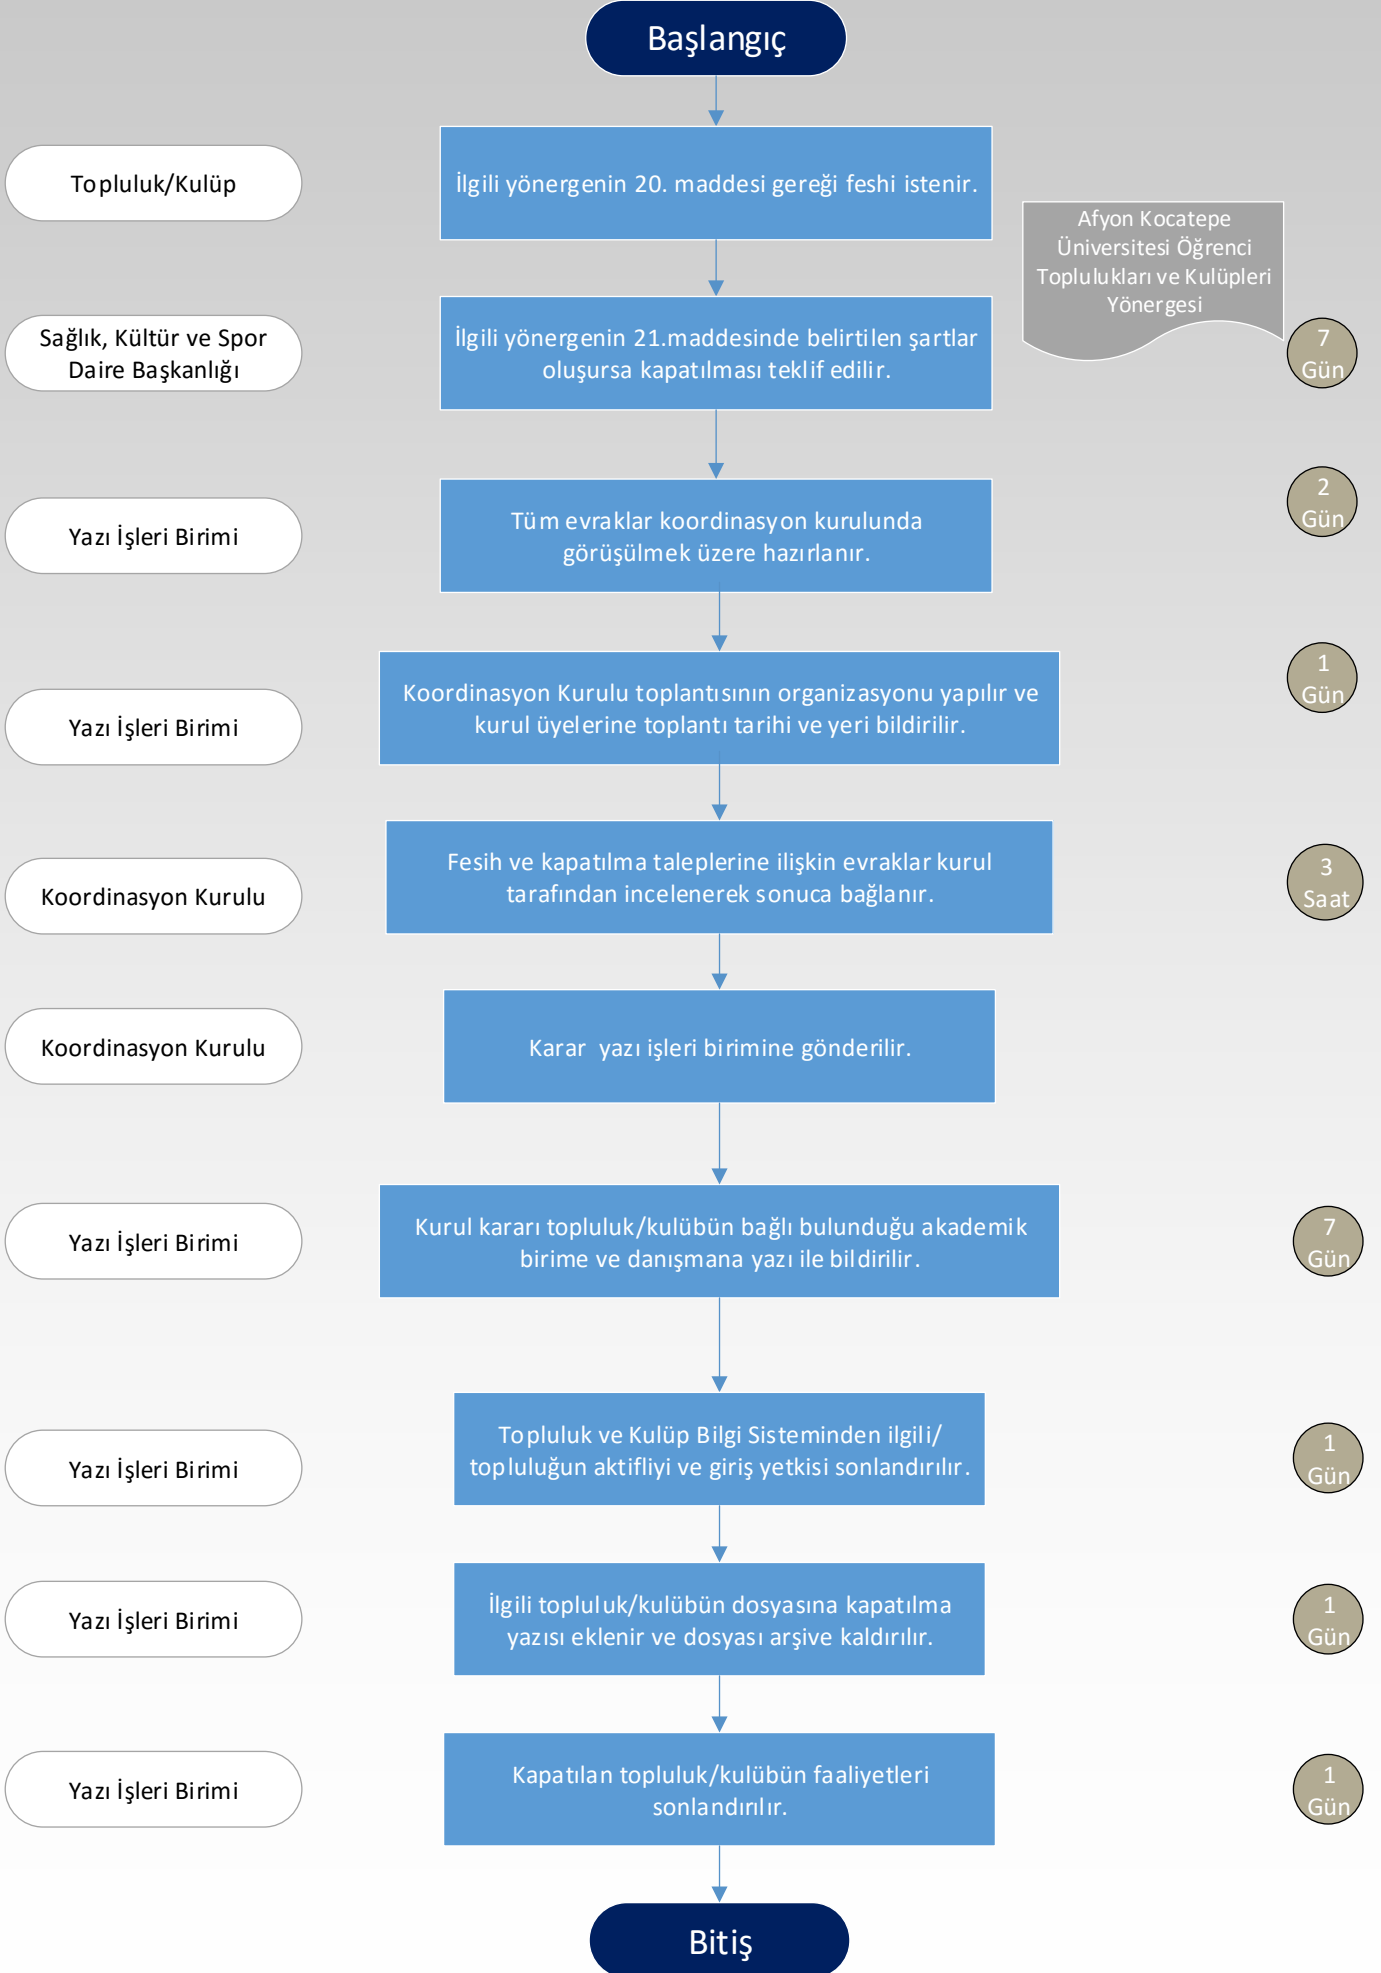 Başlangıç
Topluluk/Kulüp
İlgili yönergenin 20. maddesi gereği feshi istenir.
Afyon Kocatepe
Üniversitesi Öğrenci
Toplulukları ve Kulüpleri
Yönergesi
Sağlık, Kültür ve Spor
Daire Başkanlığı
İlgili yönergenin 21.maddesinde belirtilen şartlar
oluşursa kapatılması teklif edilir.
7
Gün
Yazı İşleri Birimi
Tüm evraklar koordinasyon kurulunda
görüşülmek üzere hazırlanır.
2
Gün
Yazı İşleri Birimi
Koordinasyon Kurulu toplantısının organizasyonu yapılır ve
kurul üyelerine toplantı tarihi ve yeri bildirilir.
1
Gün
Koordinasyon Kurulu
Fesih ve kapatılma taleplerine ilişkin evraklar kurul
tarafından incelenerek sonuca bağlanır.
3
Saat
Koordinasyon Kurulu
Karar yazı işleri birimine gönderilir.
Yazı İşleri Birimi
Kurul kararı topluluk/kulübün bağlı bulunduğu akademik
birime ve danışmana yazı ile bildirilir.
7
Gün
Yazı İşleri Birimi
Topluluk ve Kulüp Bilgi Sisteminden ilgili/
topluluğun aktifliyi ve giriş yetkisi sonlandırılır.
1
Gün
Yazı İşleri Birimi
İlgili topluluk/kulübün dosyasına kapatılma
yazısı eklenir ve dosyası arşive kaldırılır.
1
Gün
Yazı İşleri Birimi
Kapatılan topluluk/kulübün faaliyetleri
sonlandırılır.
1
Gün
Bitiş